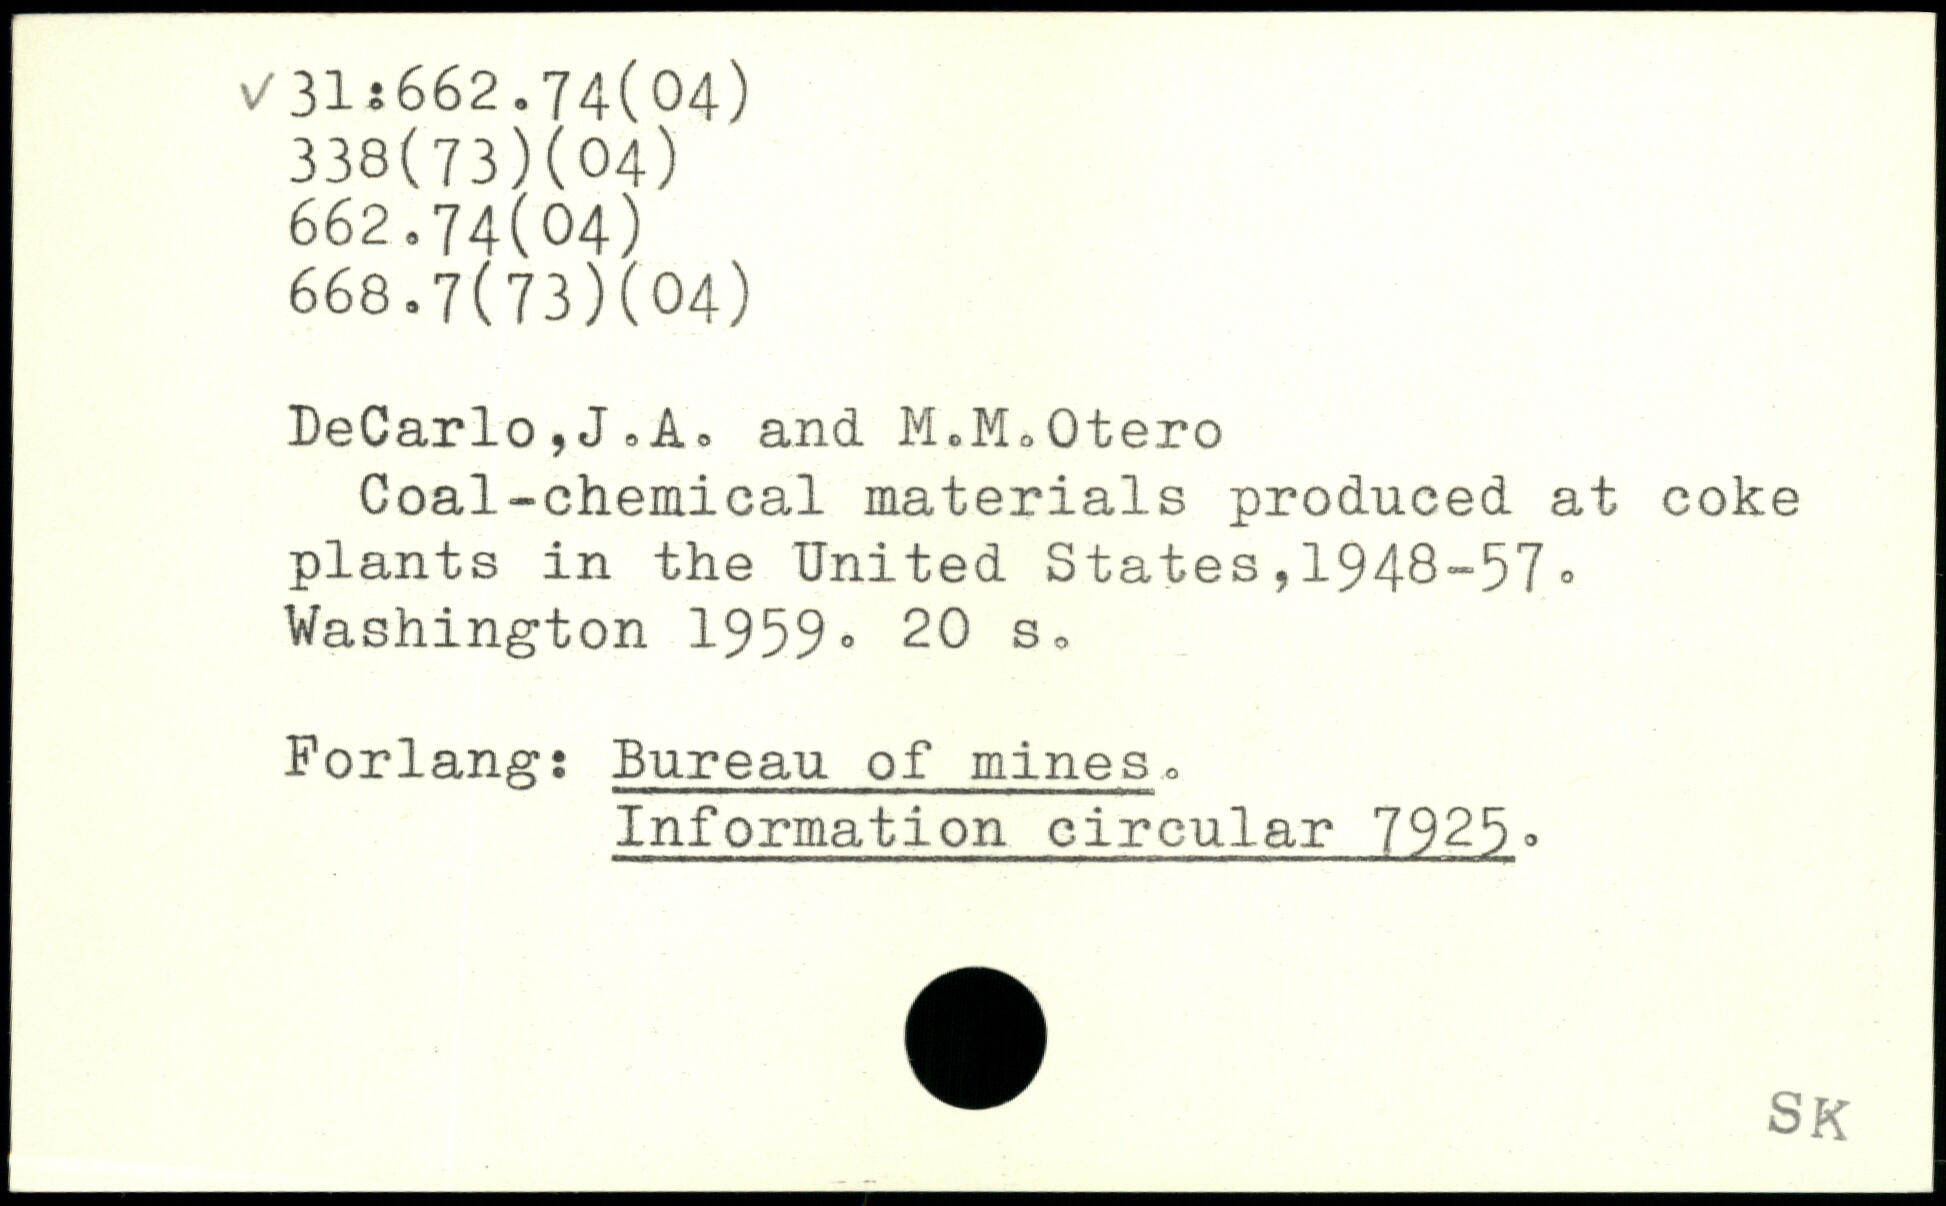 ✓ 31:662.74(04)
338(73)(04)
662.74(04)
668.7(73)(04)
DeCarlo,J.A. and M.M.Otero
Coal-chemical materials produced at coke
plants in the United States,1948-57.
Washington 1959. 20 s.
Forlang: Bureau of mines.
Information circular 7925.
SK